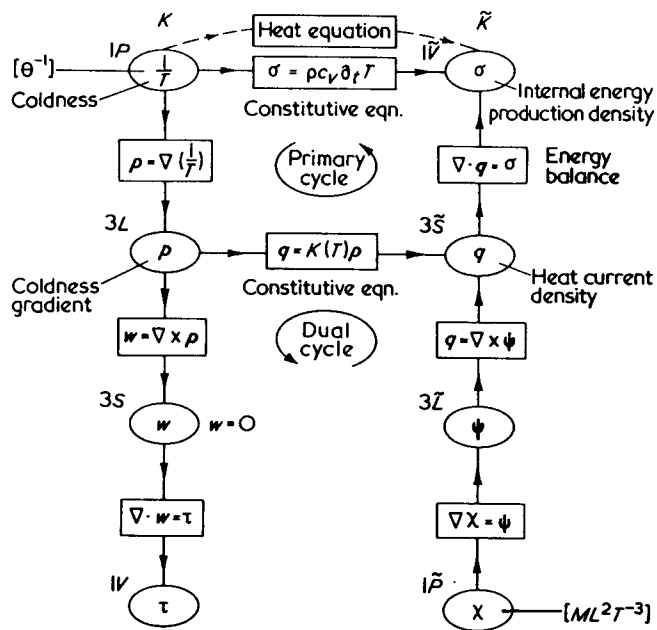 K
Heat equation
K̃
1P
1/T
σ = ρc_v ∂_t T
1Ṽ
σ
[θ⁻¹]
Coldness
Constitutive eqn.
Internal energy
production density
p = ∇(1/T)
Primary
cycle
∇·q = σ
Energy
balance
3L
p
q = K(T)p
3S̃
q
Coldness
gradient
Constitutive eqn.
Heat current
density
w = ∇ × p
Dual
cycle
q = ∇ × ψ
3S
w
w = 0
3L̃
ψ
∇·w = τ
∇χ = ψ
1V
τ
1P̃
χ
[ML²T⁻³]